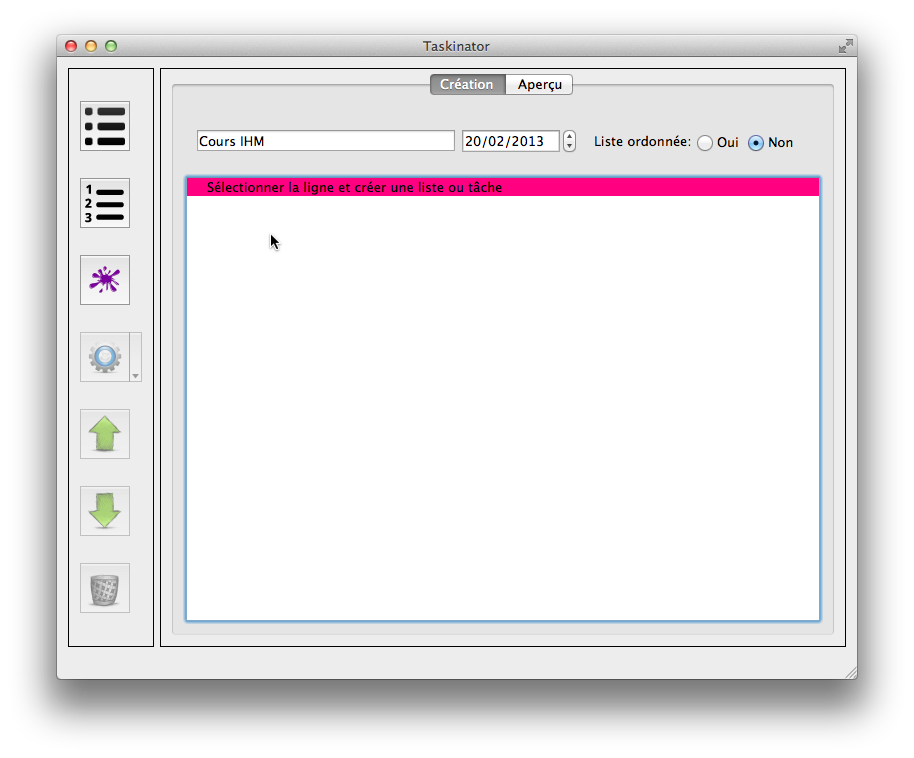 Taskinator
Création Aperçu
Cours IHM 20/02/2013 Liste ordonnée: Oui Non
Sélectionner la ligne et créer une liste ou tâche
1
2
3